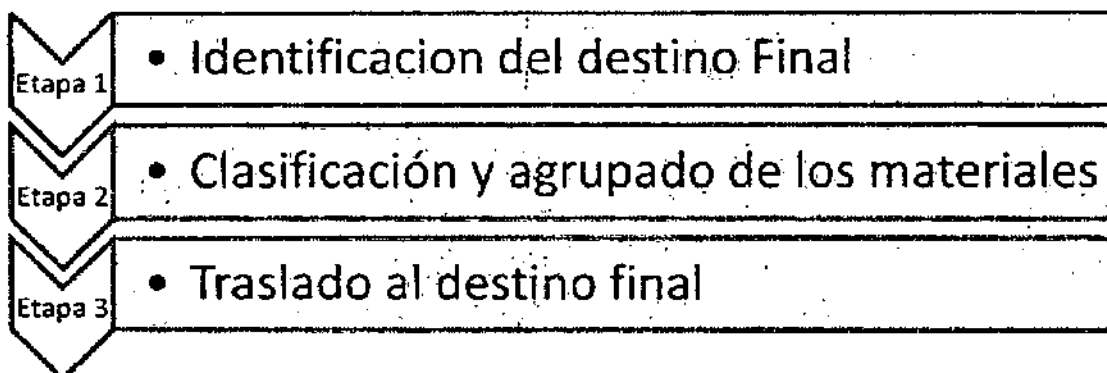 Etapa 1
• Identificacion del destino Final
Etapa 2
• Clasificación y agrupado de los materiales
Etapa 3
• Traslado al destino final